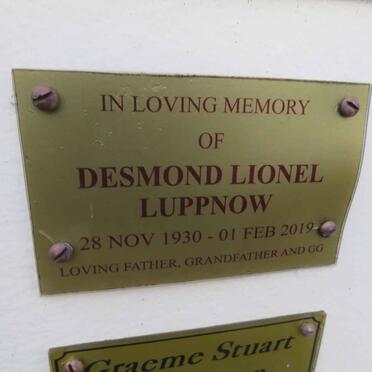 IN LOVING MEMORY
OF
DESMOND LIONEL
LUPPNOW
28 NOV 1930 - 01 FEB 2019
LOVING FATHER, GRANDFATHER AND GG
Graeme Stuart